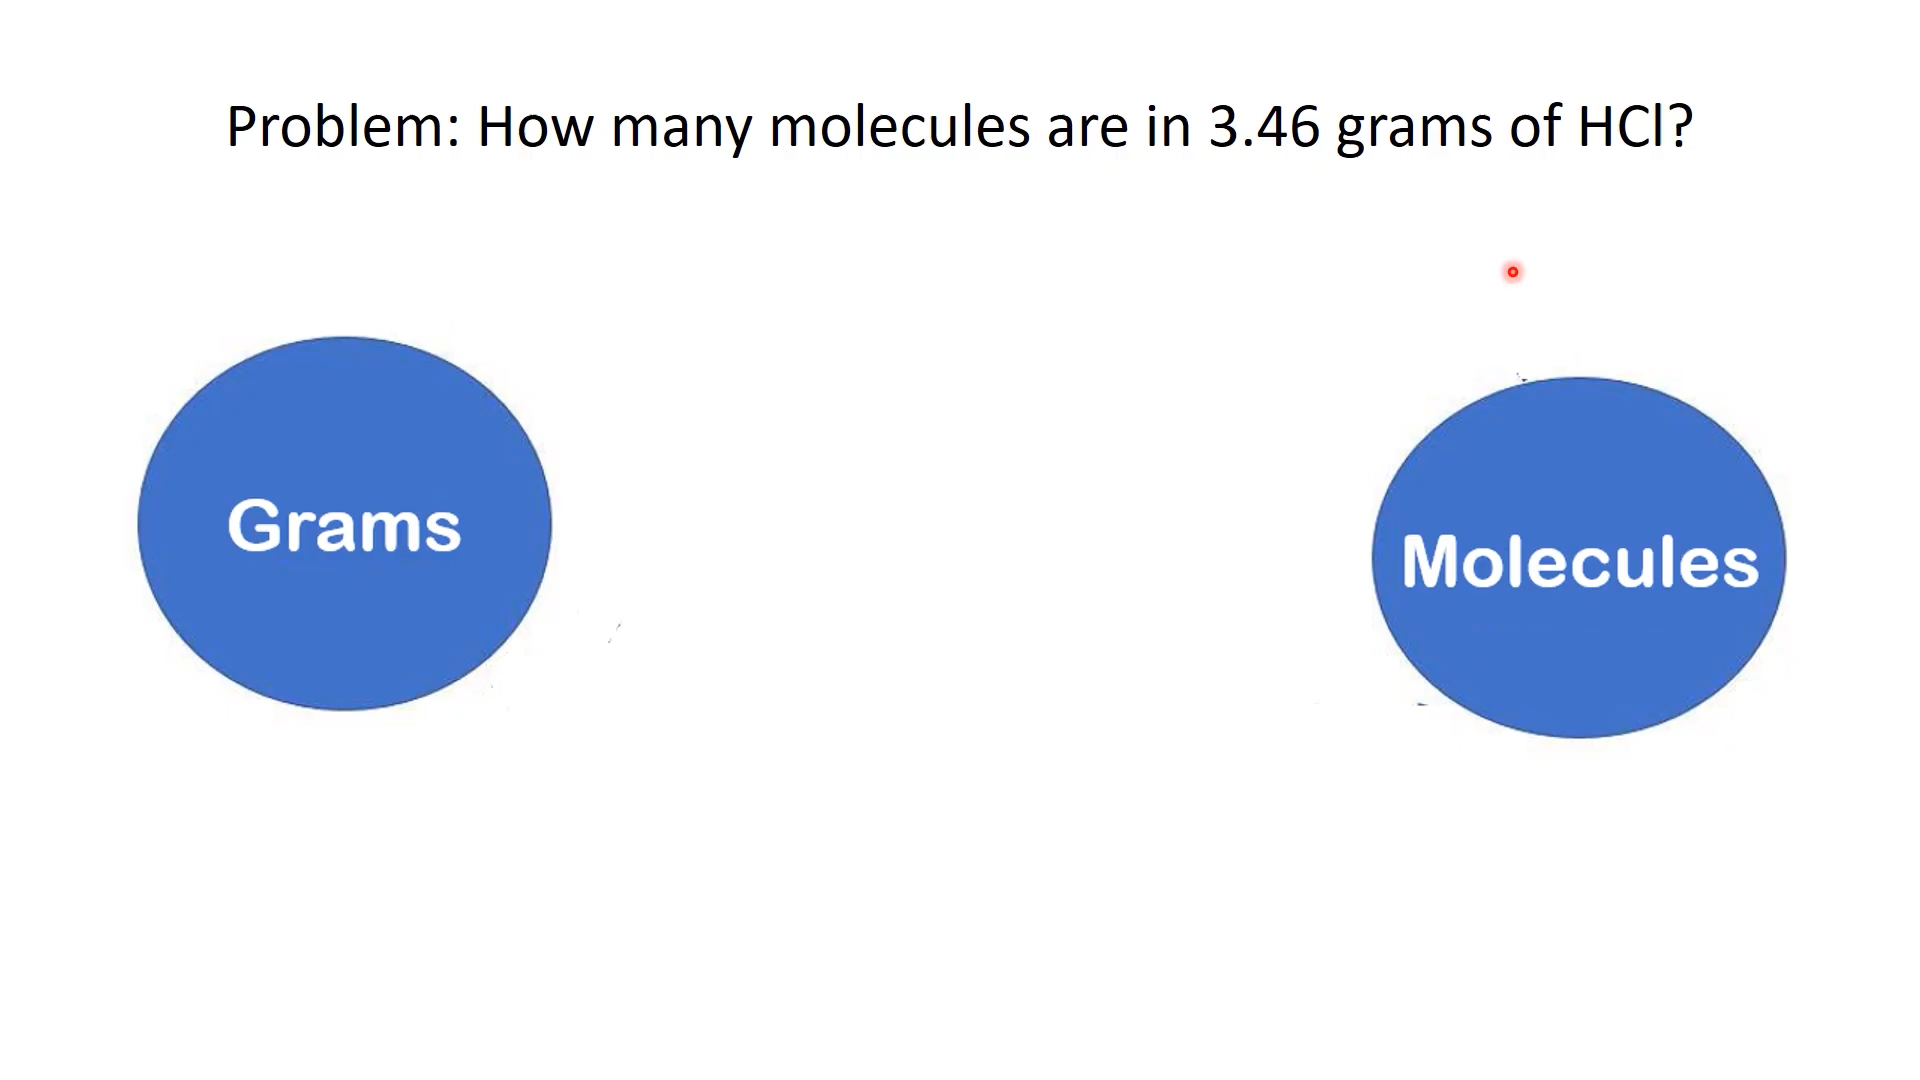 Problem: How many molecules are in 3.46 grams of HCl?
Grams
Molecules